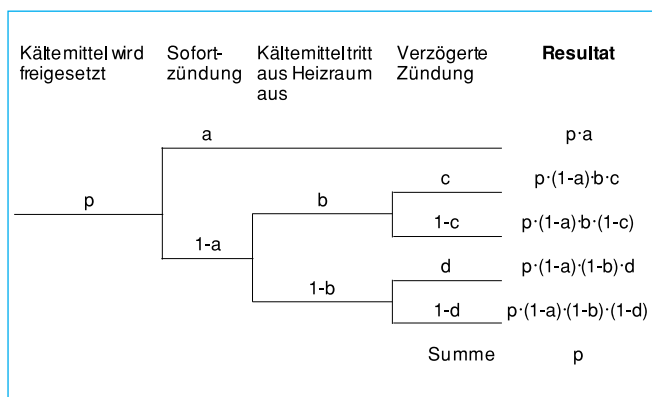 Kältemittel wird freigesetzt
Sofort-
zündung
Kältemittel tritt
aus Heizraum
aus
Verzögerte
Zündung
Resultat
a
p·a
c
p·(1-a)·b·c
p
b
1-c
p·(1-a)·b·(1-c)
1-a
d
p·(1-a)·(1-b)·d
1-b
1-d
p·(1-a)·(1-b)·(1-d)
Summe
p